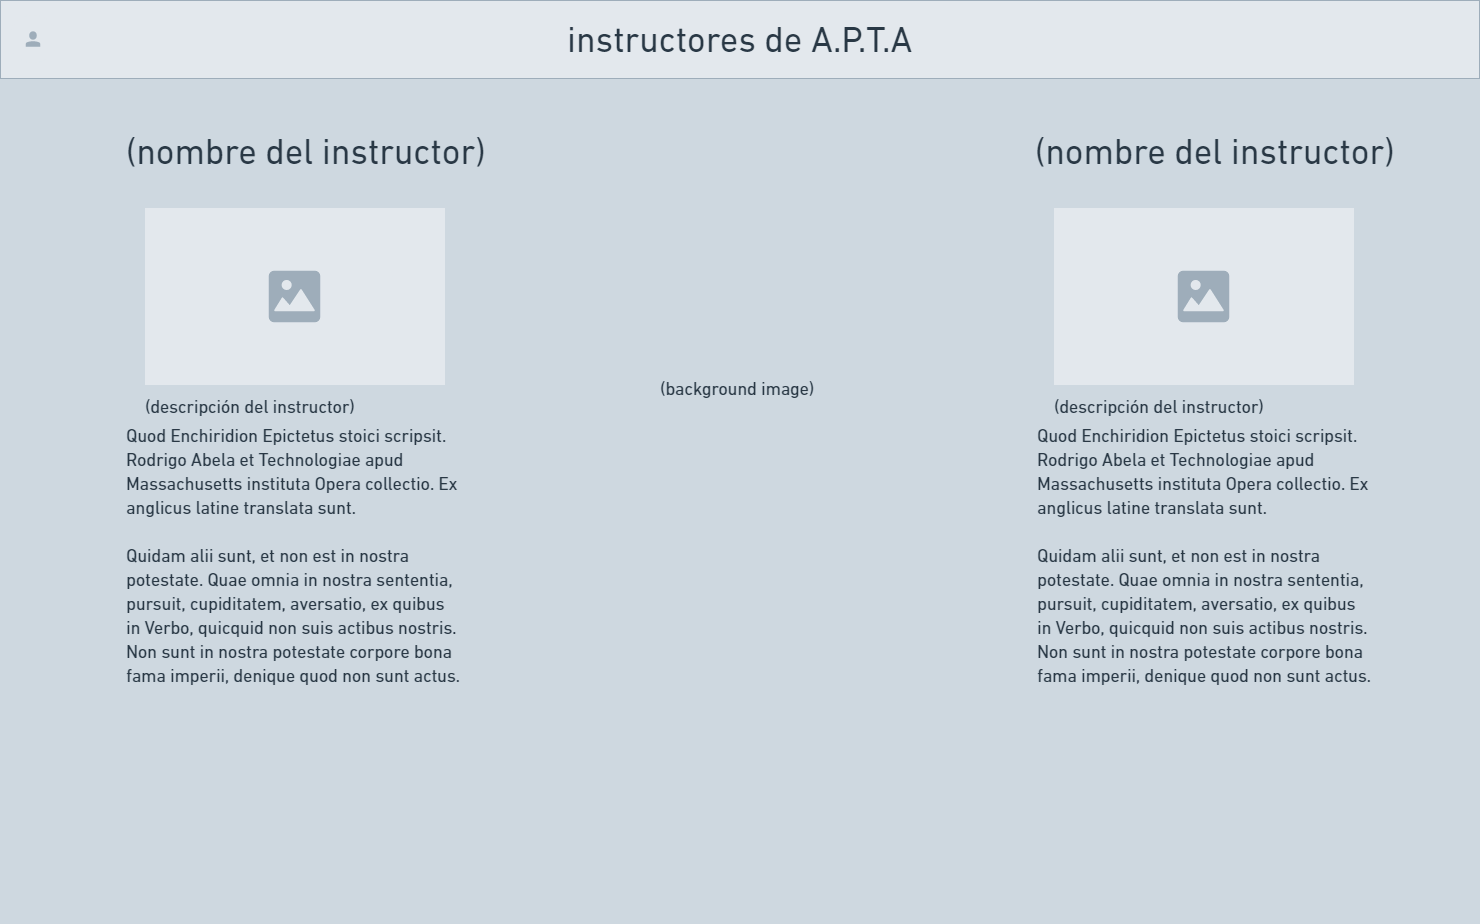 instructores de A.P.T.A
(nombre del instructor)
(descripción del instructor)
Quod Enchiridion Epictetus stoici scripsit.
Rodrigo Abela et Technologiae apud
Massachusetts instituta Opera collectio. Ex
anglicus latine translata sunt.
Quidam alii sunt, et non est in nostra
potestate. Quae omnia in nostra sententia,
pursuit, cupiditatem, aversatio, ex quibus
in Verbo, quicquid non suis actibus nostris.
Non sunt in nostra potestate corpore bona
fama imperii, denique quod non sunt actus.
(background image)
(nombre del instructor)
(descripción del instructor)
Quod Enchiridion Epictetus stoici scripsit.
Rodrigo Abela et Technologiae apud
Massachusetts instituta Opera collectio. Ex
anglicus latine translata sunt.
Quidam alii sunt, et non est in nostra
potestate. Quae omnia in nostra sententia,
pursuit, cupiditatem, aversatio, ex quibus
in Verbo, quicquid non suis actibus nostris.
Non sunt in nostra potestate corpore bona
fama imperii, denique quod non sunt actus.